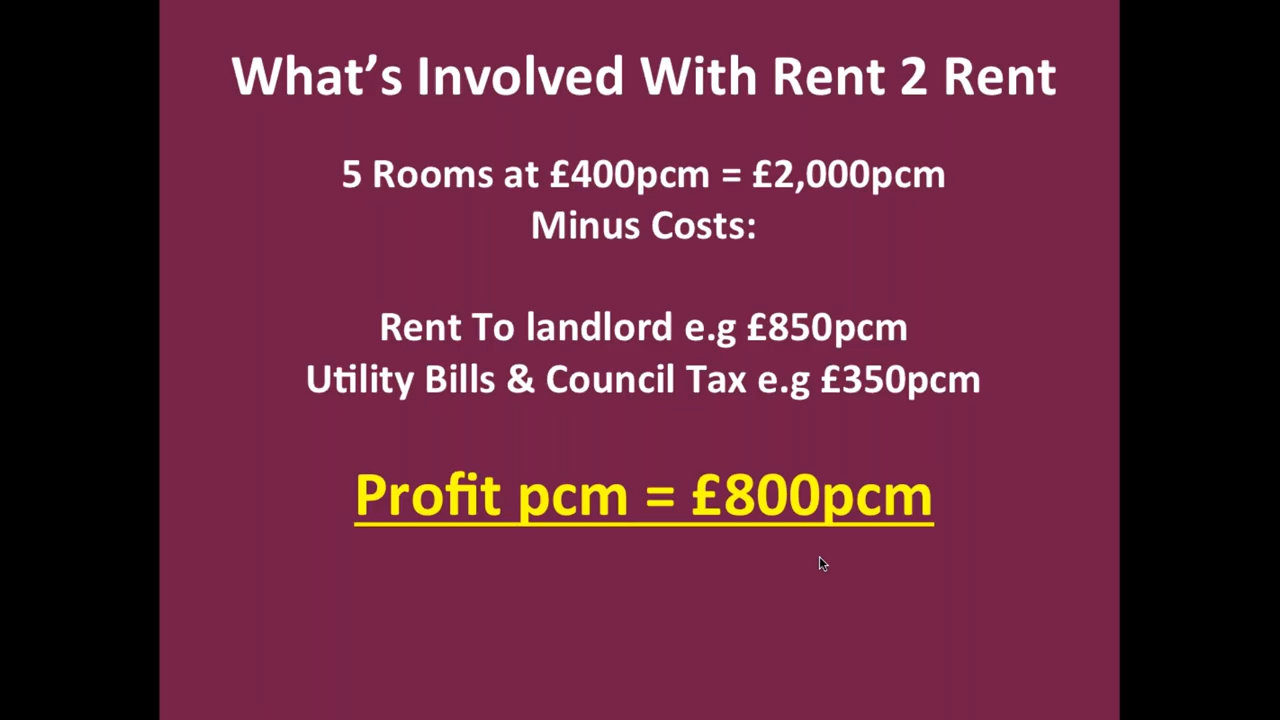 What’s Involved With Rent 2 Rent
5 Rooms at £400pcm = £2,000pcm
Minus Costs:
Rent To landlord e.g £850pcm
Utility Bills & Council Tax e.g £350pcm
Profit pcm = £800pcm